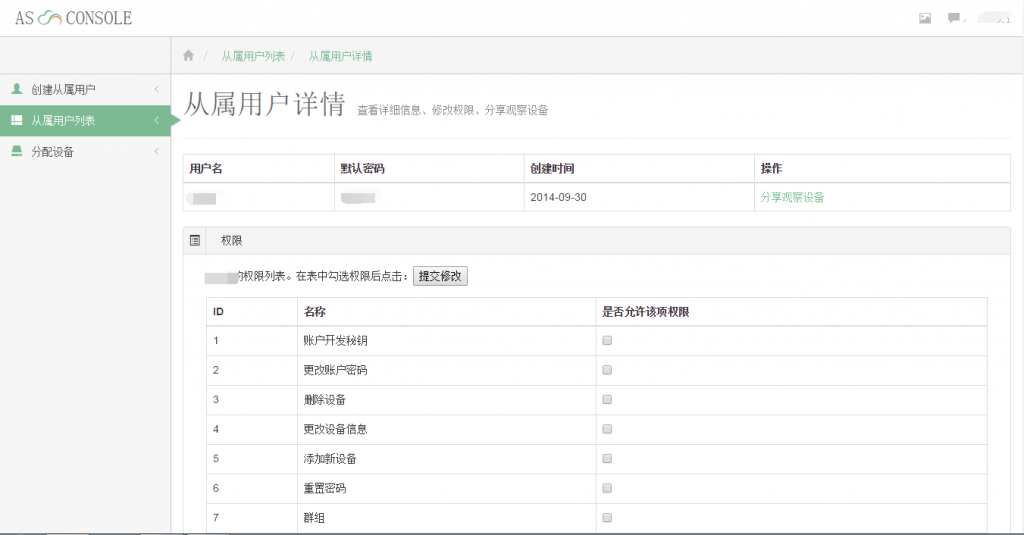 AS CONSOLE
/ 从属用户列表 / 从属用户详情
创建从属用户
从属用户列表
分配设备
从属用户详情 查看详细信息、修改权限、分享观察设备
用户名 默认密码 创建时间 操作
2014-09-30 分享观察设备
权限
的权限列表。在表中勾选权限后点击： 提交修改
ID 名称 是否允许该项权限
1 账户开发秘钥
2 更改账户密码
3 删除设备
4 更改设备信息
5 添加新设备
6 重置密码
7 群组